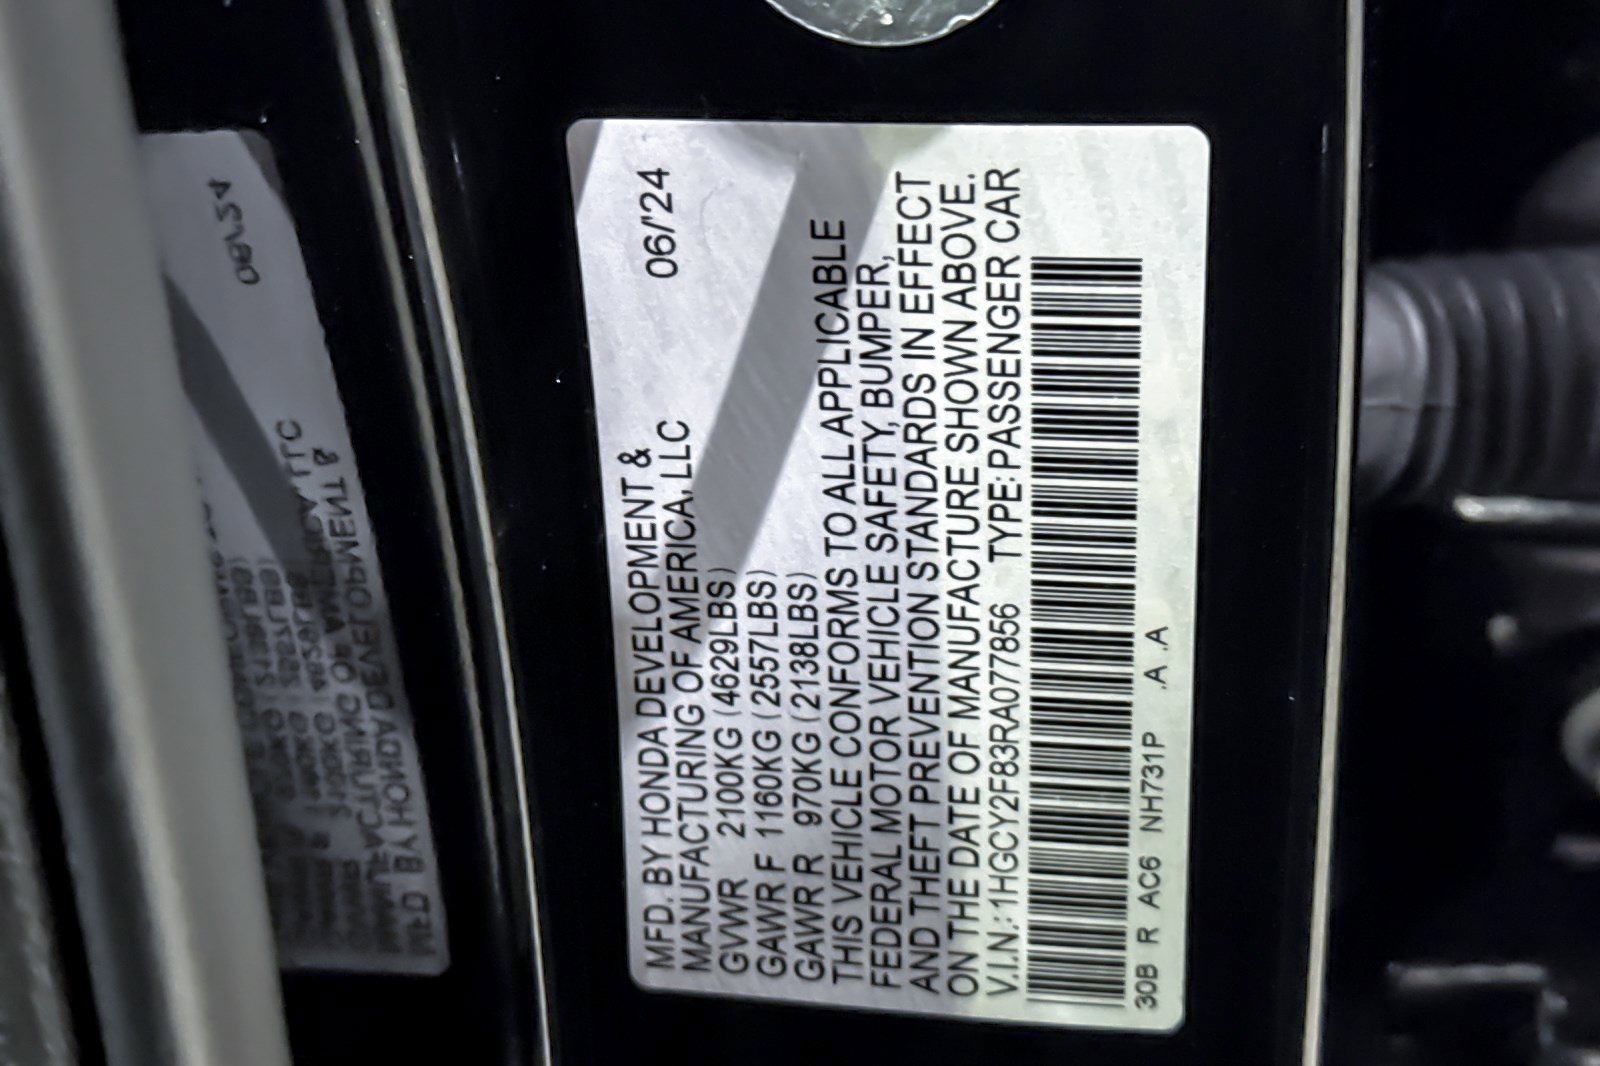 MFD. BY HONDA DEVELOPMENT &
MANUFACTURING OF AMERICA, LLC 06/'24
GVWR 2100KG (4629LBS)
GAWR F 1160KG (2557LBS)
GAWR R 970KG (2138LBS)
THIS VEHICLE CONFORMS TO ALL APPLICABLE
FEDERAL MOTOR VEHICLE SAFETY, BUMPER,
AND THEFT PREVENTION STANDARDS IN EFFECT
ON THE DATE OF MANUFACTURE SHOWN ABOVE.
V.I.N.: 1HGCY2F83RA077856 TYPE: PASSENGER CAR
30B R AC6 NH731P .A .A